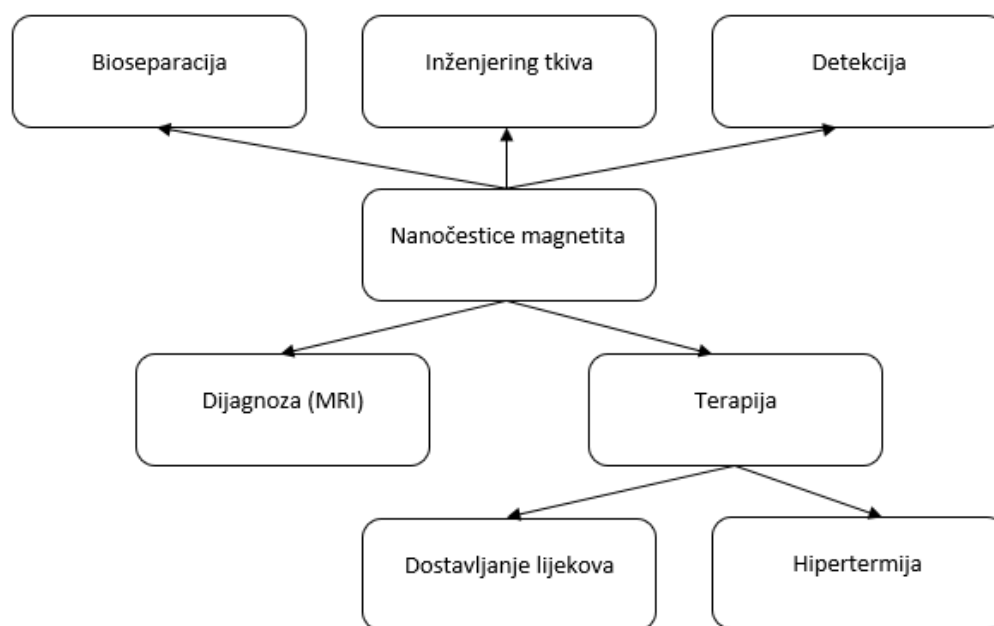 Bioseparacija
Inženjering tkiva
Detekcija
Nanočestice magnetita
Dijagnoza (MRI)
Terapija
Dostavljanje lijekova
Hipertermija